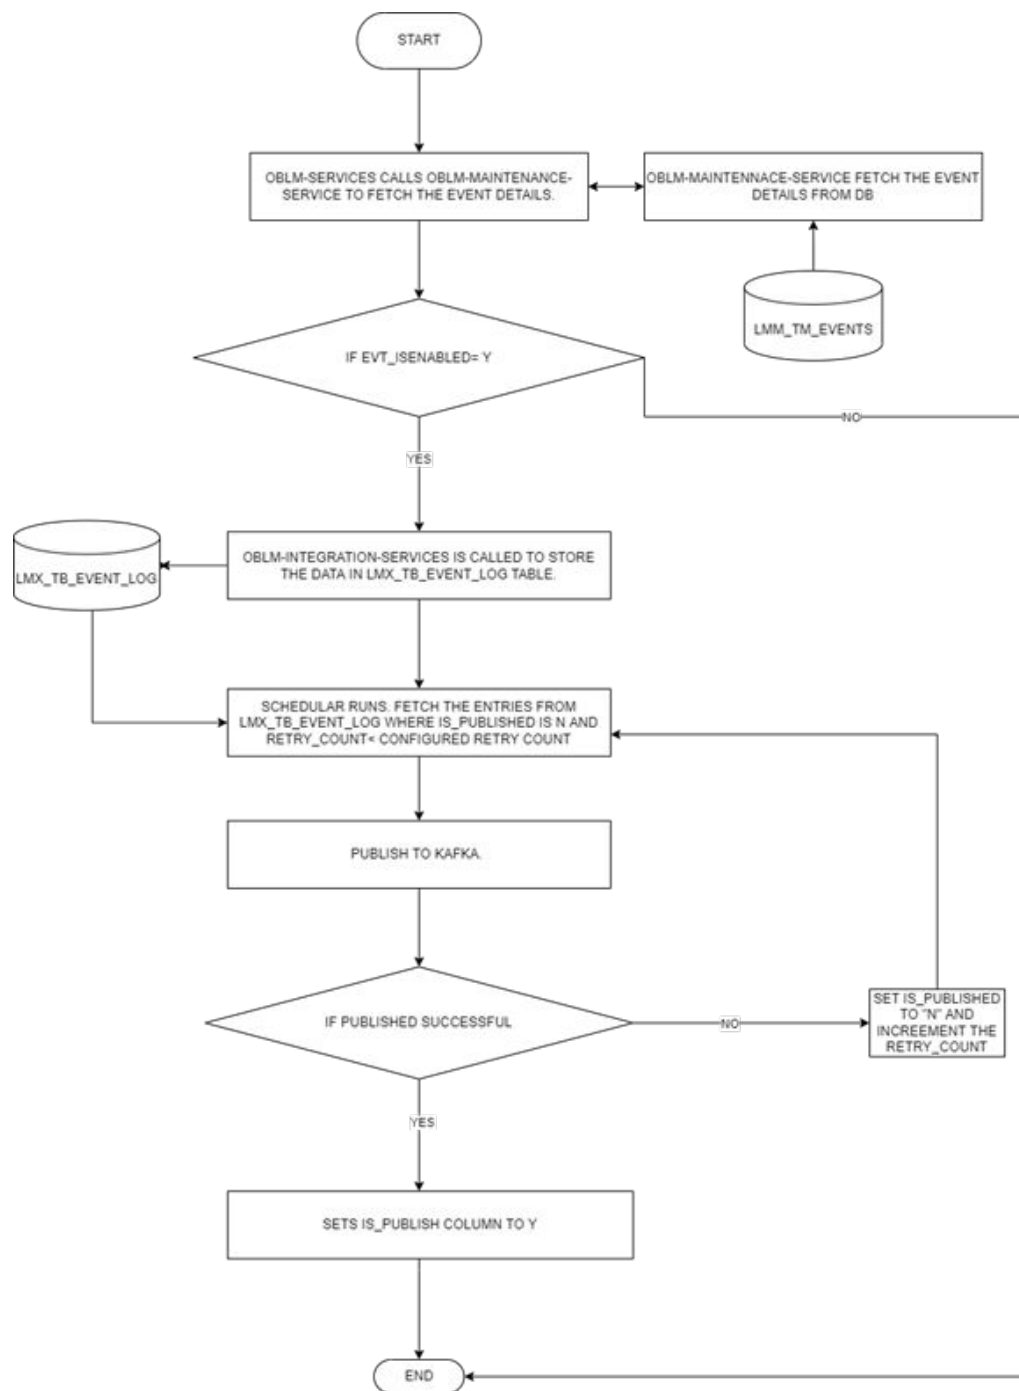 START
OBLM-SERVICES CALLS OBLM-MAINTENANCE-
SERVICE TO FETCH THE EVENT DETAILS.
OBLM-MAINTENNACE-SERVICE FETCH THE EVENT
DETAILS FROM DB
LMM_TM_EVENTS
IF EVT_ISENABLED= Y
NO
YES
OBLM-INTEGRATION-SERVICES IS CALLED TO STORE
THE DATA IN LMX_TB_EVENT_LOG TABLE.
LMX_TB_EVENT_LOG
SCHEDULAR RUNS. FETCH THE ENTRIES FROM
LMX_TB_EVENT_LOG WHERE IS_PUBLISHED IS N AND
RETRY_COUNT< CONFIGURED RETRY COUNT
PUBLISH TO KAFKA.
IF PUBLISHED SUCCESSFUL
NO
SET IS_PUBLISHED
TO "N" AND
INCREEMENT THE
RETRY_COUNT
YES
SETS IS_PUBLISH COLUMN TO Y
END